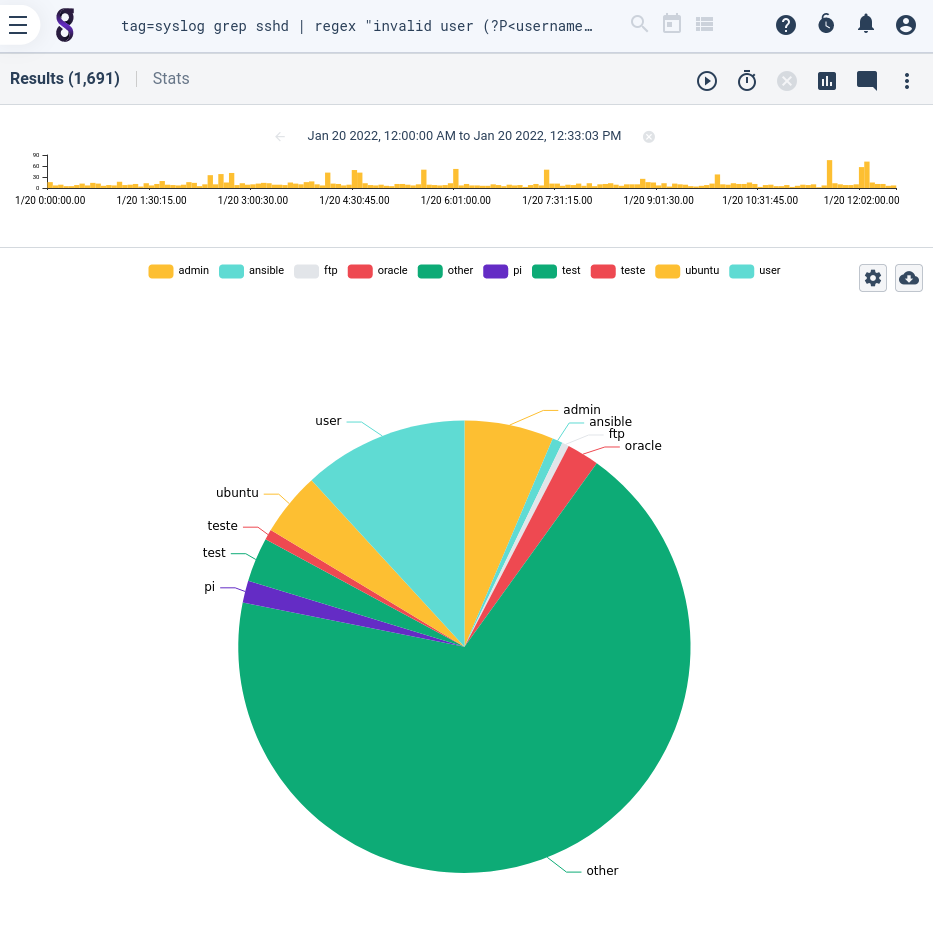 tag=syslog grep sshd | regex "invalid user (?P<username…
Results (1,691) Stats
Jan 20 2022, 12:00:00 AM to Jan 20 2022, 12:33:03 PM
90
60
30
0
1/20 0:00:00.00 1/20 1:30:15.00 1/20 3:00:30.00 1/20 4:30:45.00 1/20 6:01:00.00 1/20 7:31:15.00 1/20 9:01:30.00 1/20 10:31:45.00 1/20 12:02:00.00
admin ansible ftp oracle other pi test teste ubuntu user
admin
user ansible
ftp
oracle
ubuntu
teste
test
pi
other